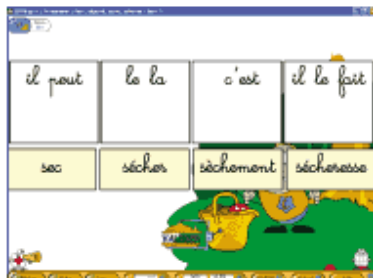 il peut
le la
c'est
il le fait
sec
sécher
sèchement
sécheresse